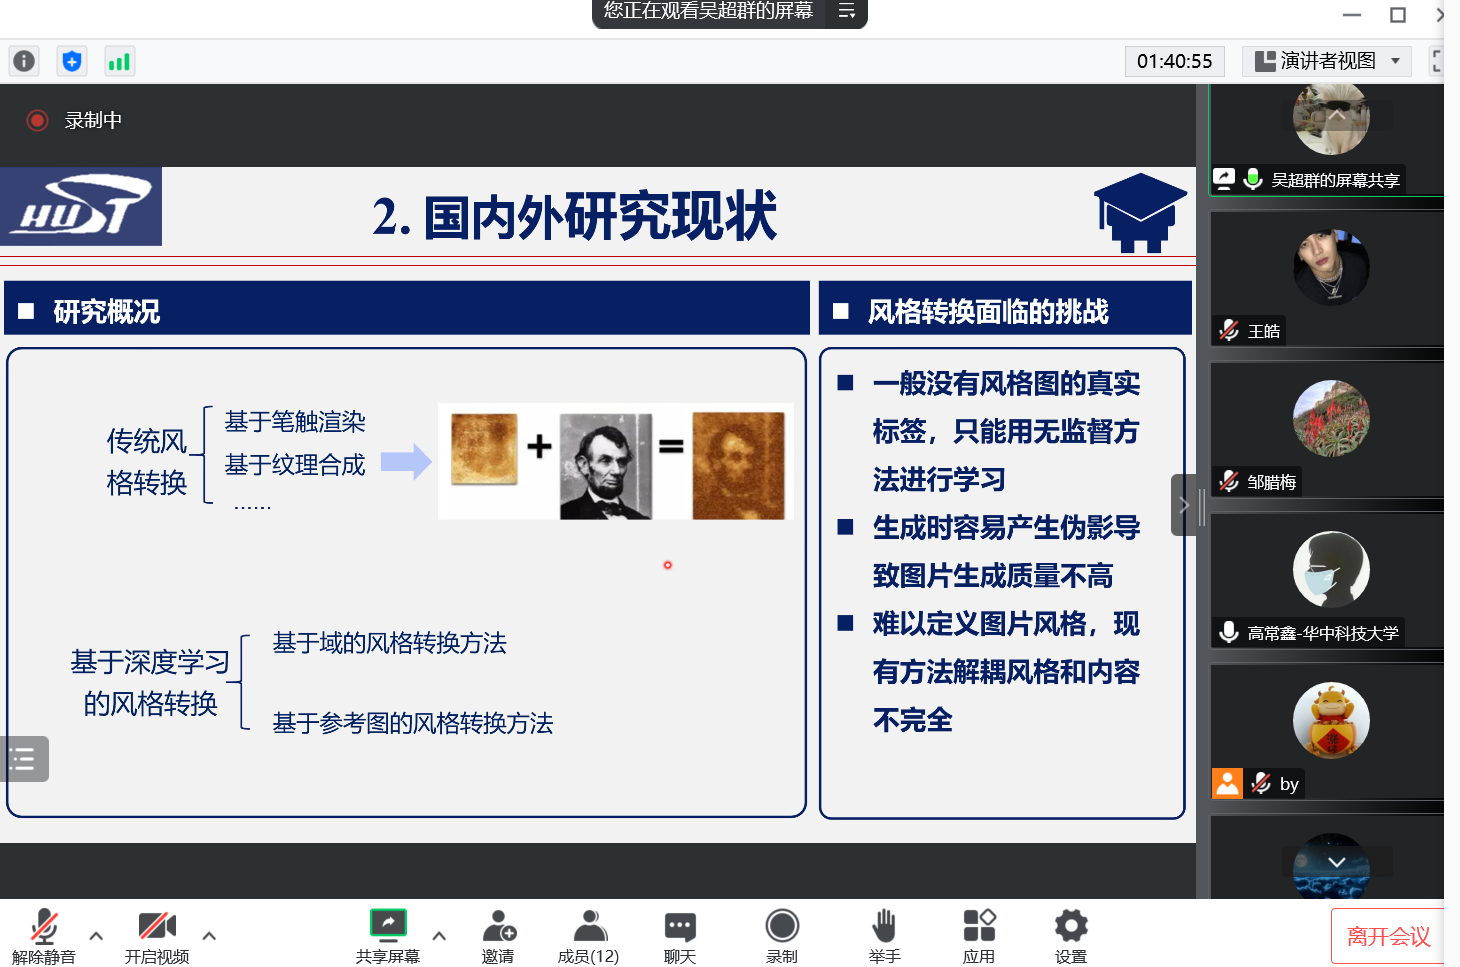 您正在观看吴超群的屏幕
01:40:55
演讲者视图
录制中
HUST
2. 国内外研究现状
研究概况
风格转换面临的挑战
传统风
格转换
基于笔触渲染
基于纹理合成
......
基于深度学习
的风格转换
基于域的风格转换方法
基于参考图的风格转换方法
一般没有风格图的真实
标签，只能用无监督方
法进行学习
生成时容易产生伪影导
致图片生成质量不高
难以定义图片风格，现
有方法解耦风格和内容
不完全
吴超群的屏幕共享
王皓
邹腊梅
高常鑫-华中科技大学
by
解除静音
开启视频
共享屏幕
邀请
成员(12)
聊天
录制
举手
应用
设置
离开会议